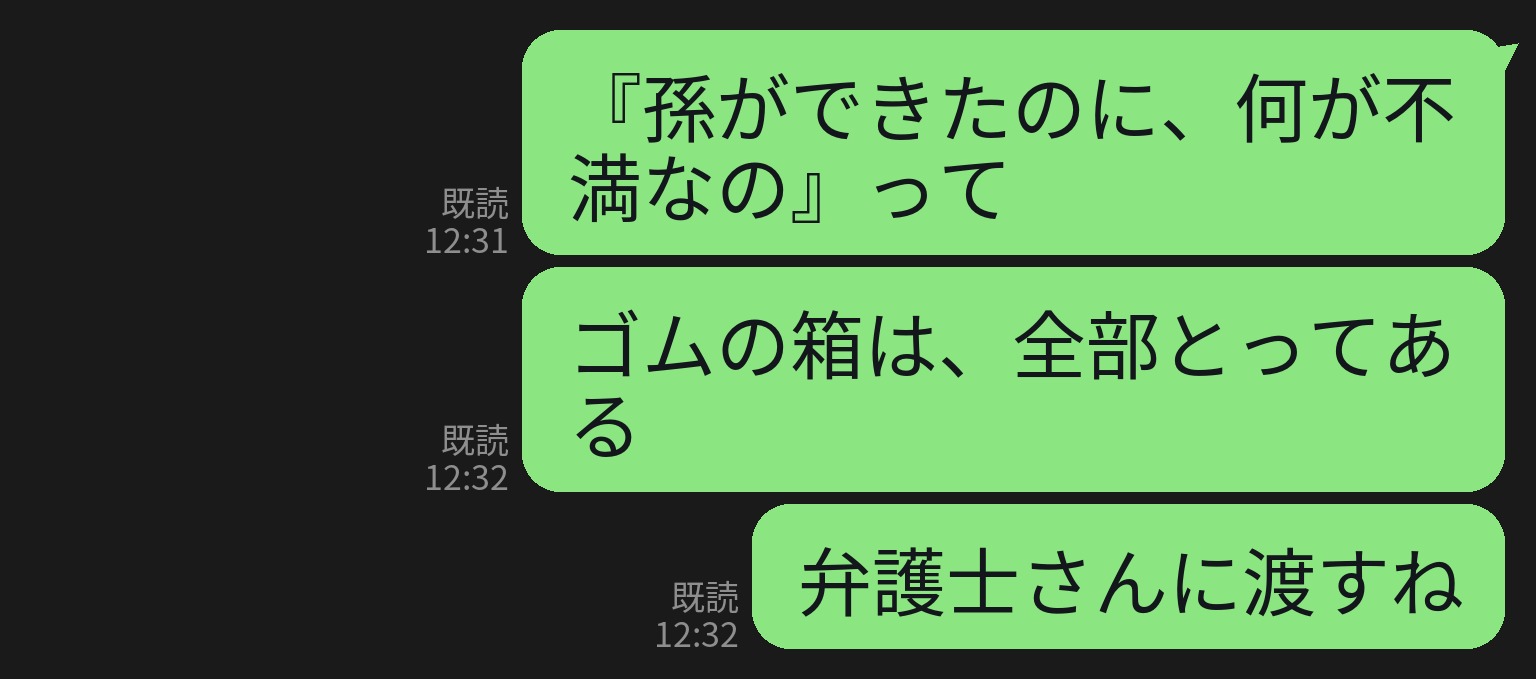 『孫ができたのに、何が不
満なの』って
既読
12:31
ゴムの箱は、全部とってあ
る
既読
12:32
弁護士さんに渡すね
既読
12:32